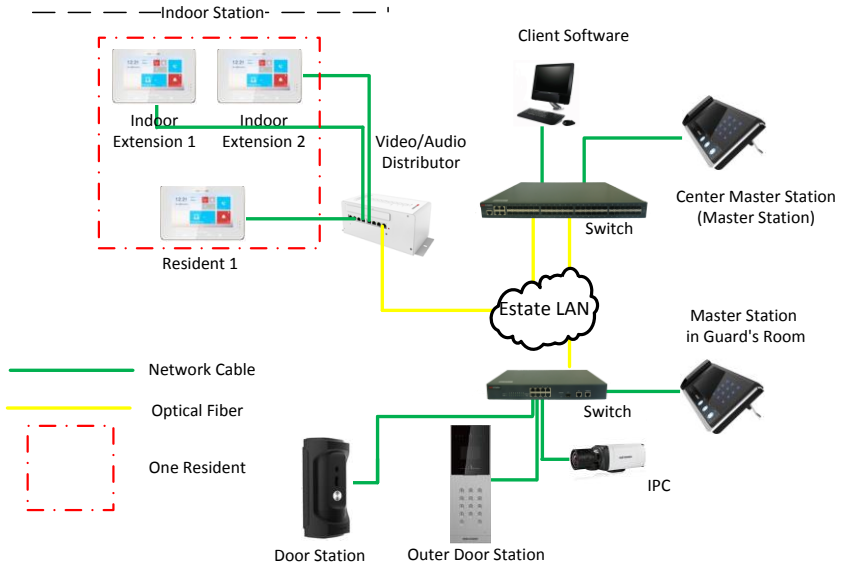 Indoor Station
Client Software
Indoor
Extension 1
Indoor
Extension 2
Video/Audio
Distributor
Center Master Station
(Master Station)
Switch
Resident 1
Estate LAN
Master Station
in Guard's Room
Network Cable
Optical Fiber
Switch
One Resident
IPC
Door Station
Outer Door Station